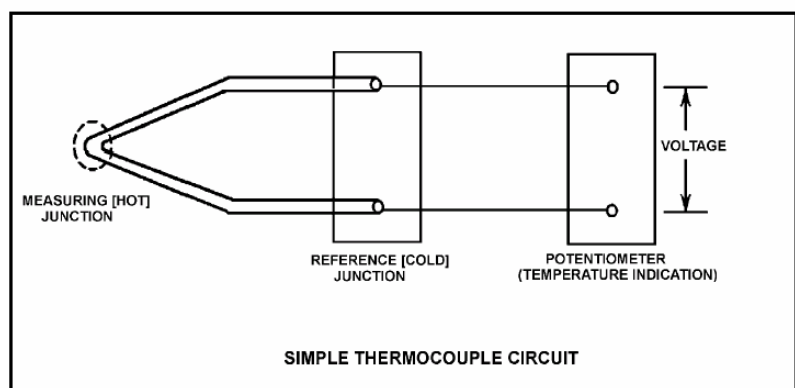 VOLTAGE
MEASURING [HOT]
JUNCTION
REFERENCE [COLD]
JUNCTION
POTENTIOMETER
(TEMPERATURE INDICATION)
SIMPLE THERMOCOUPLE CIRCUIT